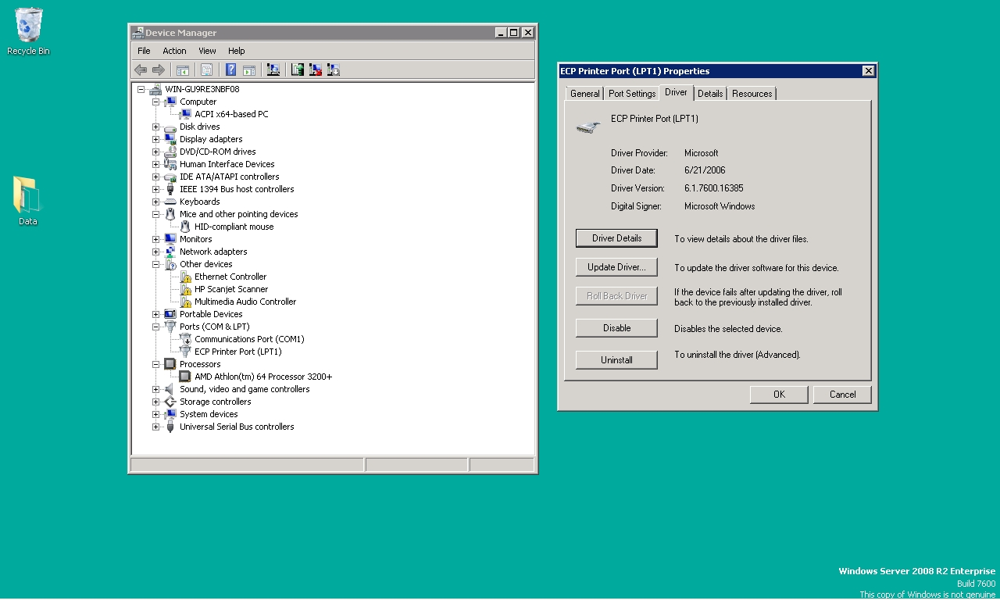 Recycle Bin
Data
Device Manager
File Action View Help
WIN-GU9RE3NBF08
Computer
ACPI x64-based PC
Disk drives
Display adapters
DVD/CD-ROM drives
Human Interface Devices
IDE ATA/ATAPI controllers
IEEE 1394 Bus host controllers
Keyboards
Mice and other pointing devices
HID-compliant mouse
Monitors
Network adapters
Other devices
Ethernet Controller
HP Scanjet Scanner
Multimedia Audio Controller
Portable Devices
Ports (COM & LPT)
Communications Port (COM1)
ECP Printer Port (LPT1)
Processors
AMD Athlon(tm) 64 Processor 3200+
Sound, video and game controllers
Storage controllers
System devices
Universal Serial Bus controllers
ECP Printer Port (LPT1) Properties
General Port Settings Driver Details Resources
ECP Printer Port (LPT1)
Driver Provider: Microsoft
Driver Date: 6/21/2006
Driver Version: 6.1.7600.16385
Digital Signer: Microsoft Windows
Driver Details To view details about the driver files.
Update Driver... To update the driver software for this device.
Roll Back Driver If the device fails after updating the driver, roll
back to the previously installed driver.
Disable Disables the selected device.
Uninstall To uninstall the driver (Advanced).
OK Cancel
Windows Server 2008 R2 Enterprise
Build 7600
This copy of Windows is not genuine